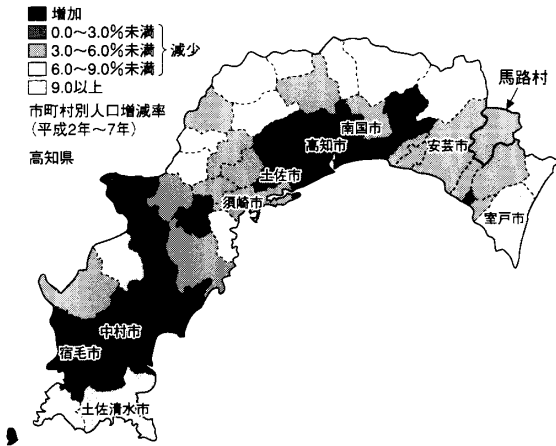 増加
0.0～3.0%未満
3.0～6.0%未満
減少
6.0～9.0%未満
9.0以上
市町村別人口増減率
（平成2年～7年）
高知県
馬路村
南国市
安芸市
高知市
土佐市
須崎市
室戸市
中村市
宿毛市
土佐清水市